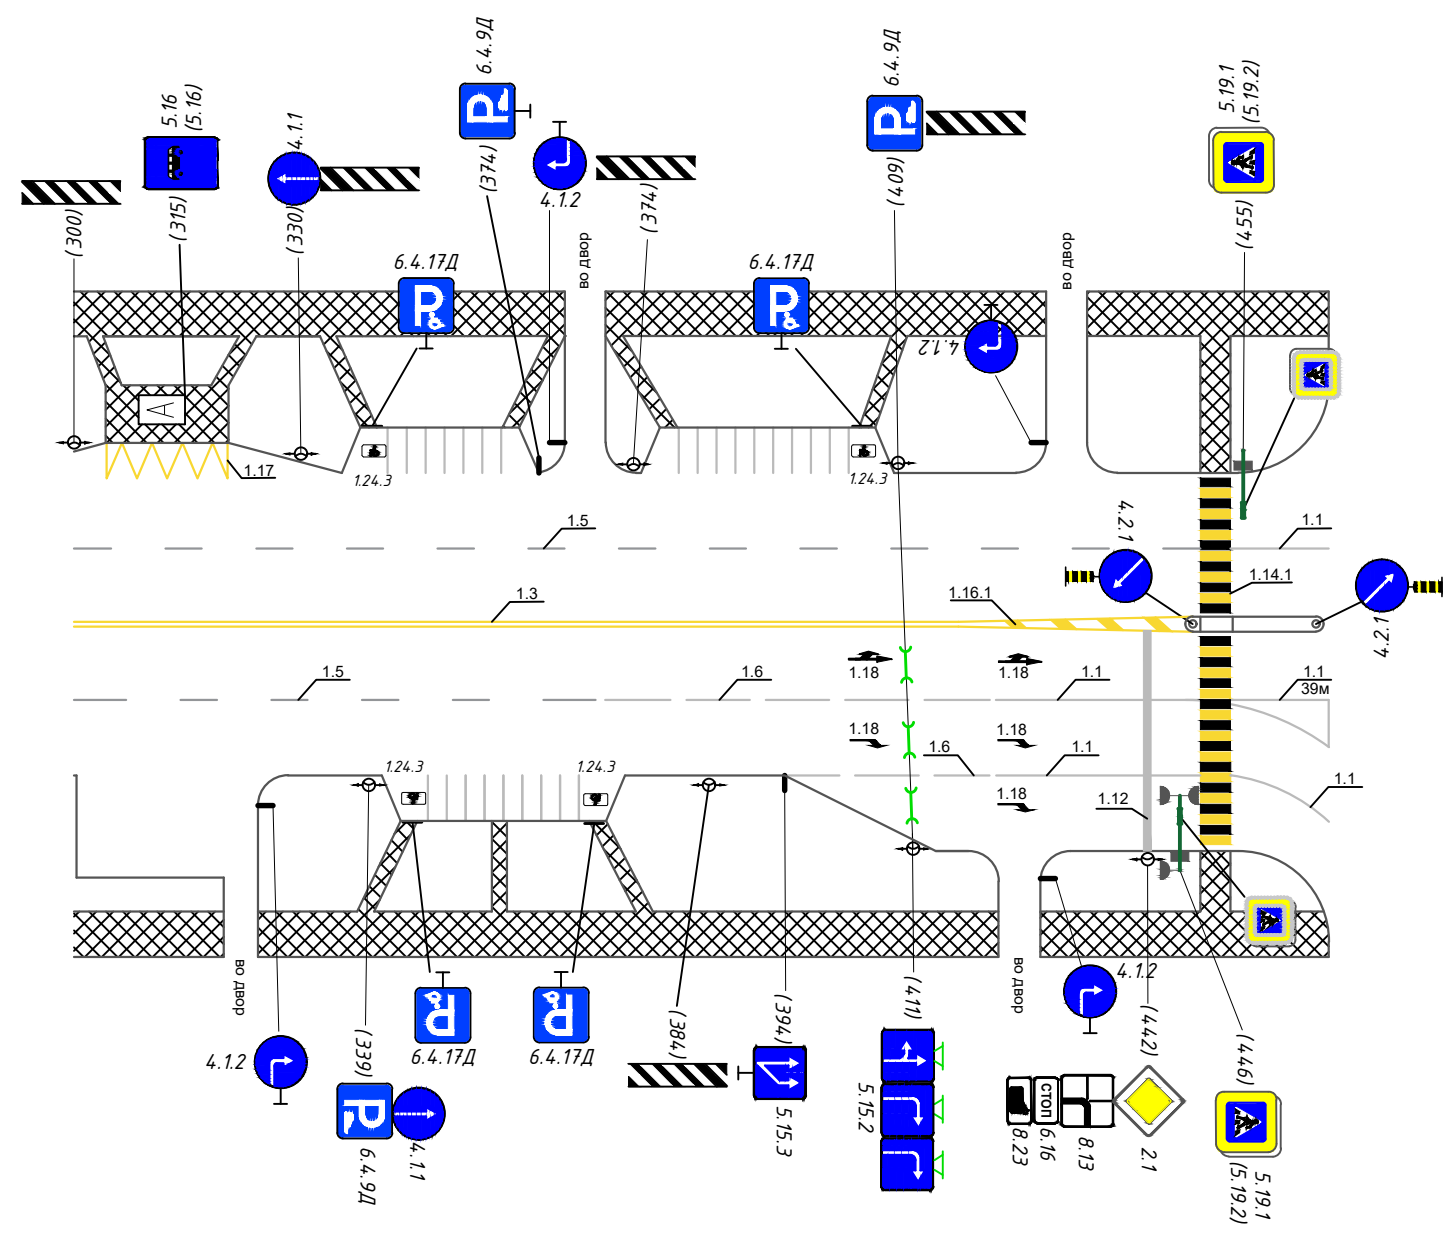 5.16
(5.16)
(300)
(315)
4.1.1
(330)
6.4.9Д
(374)
4.1.2
(374)
во двор
6.4.9Д
(409)
во двор
5.19.1
(5.19.2)
(455)
6.4.17Д
P
6.4.17Д
P
4.1.2
A
1.17
1.24.3
1.24.3
1.5
1.1
4.2.1
1.14.1
1.3
1.16.1
4.2.1
1.18
1.18
1.5
1.6
1.1
1.1
39м
1.18
1.18
1.6
1.1
1.24.3
1.24.3
1.18
1.12
1.1
во двор
во двор
4.1.2
4.1.2
(339)
P
6.4.9Д
4.1.1
P
6.4.17Д
P
6.4.17Д
(384)
(394)
5.15.3
(411)
5.15.2
(442)
8.23
СТОП
6.16
8.13
2.1
(446)
5.19.1
(5.19.2)
P
P